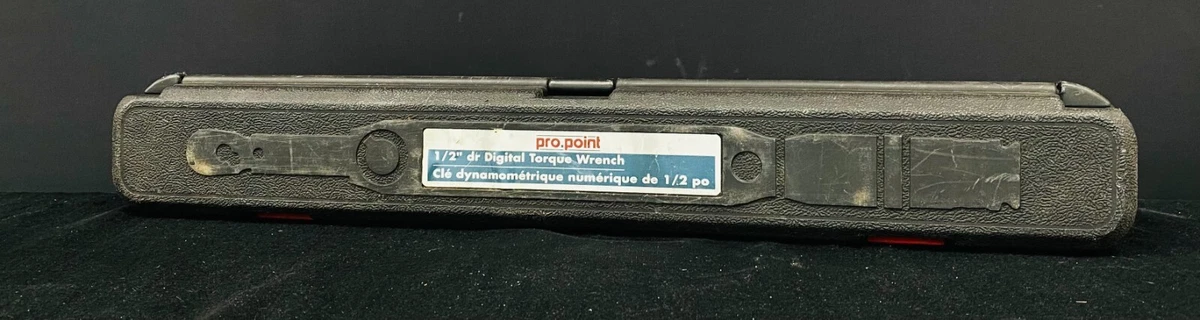 pro.point
1/2" dr Digital Torque Wrench
Clé dynamométrique numérique de 1/2 po